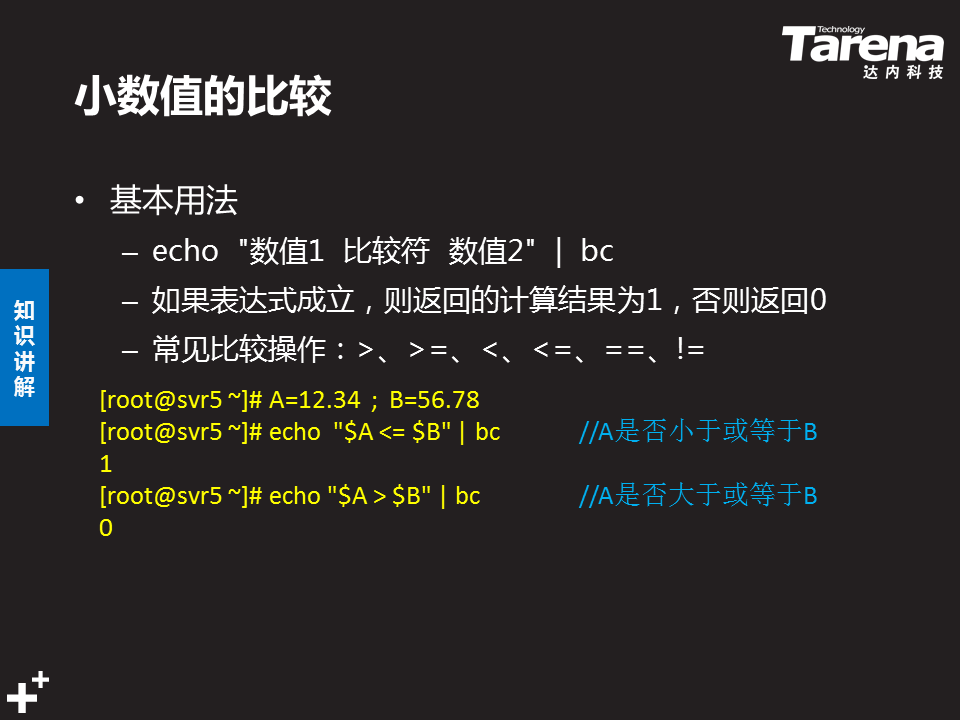 Technology
Tarena
达内科技
小数值的比较
• 基本用法
– echo "数值1 比较符 数值2" | bc
– 如果表达式成立，则返回的计算结果为1，否则返回0
– 常见比较操作：>、>=、<、<=、==、!=
知识讲解
[root@svr5 ~]# A=12.34 ; B=56.78
[root@svr5 ~]# echo "$A <= $B" | bc //A是否小于或等于B
1
[root@svr5 ~]# echo "$A > $B" | bc //A是否大于或等于B
0